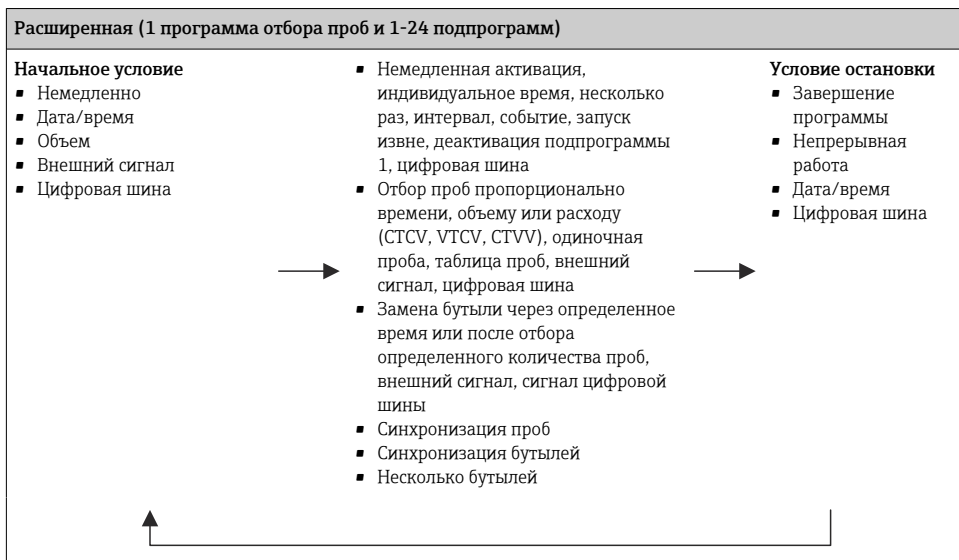 Расширенная (1 программа отбора проб и 1-24 подпрограмм)
Начальное условие
▪ Немедленно
▪ Дата/время
▪ Объем
▪ Внешний сигнал
▪ Цифровая шина
▪ Немедленная активация,
индивидуальное время, несколько
раз, интервал, событие, запуск
извне, деактивация подпрограммы
1, цифровая шина
▪ Отбор проб пропорционально
времени, объему или расходу
(CTCV, VTCV, CTVV), одиночная
проба, таблица проб, внешний
сигнал, цифровая шина
▪ Замена бутыли через определенное
время или после отбора
определенного количества проб,
внешний сигнал, сигнал цифровой
шины
▪ Синхронизация проб
▪ Синхронизация бутылей
▪ Несколько бутылей
Условие остановки
▪ Завершение
программы
▪ Непрерывная
работа
▪ Дата/время
▪ Цифровая шина